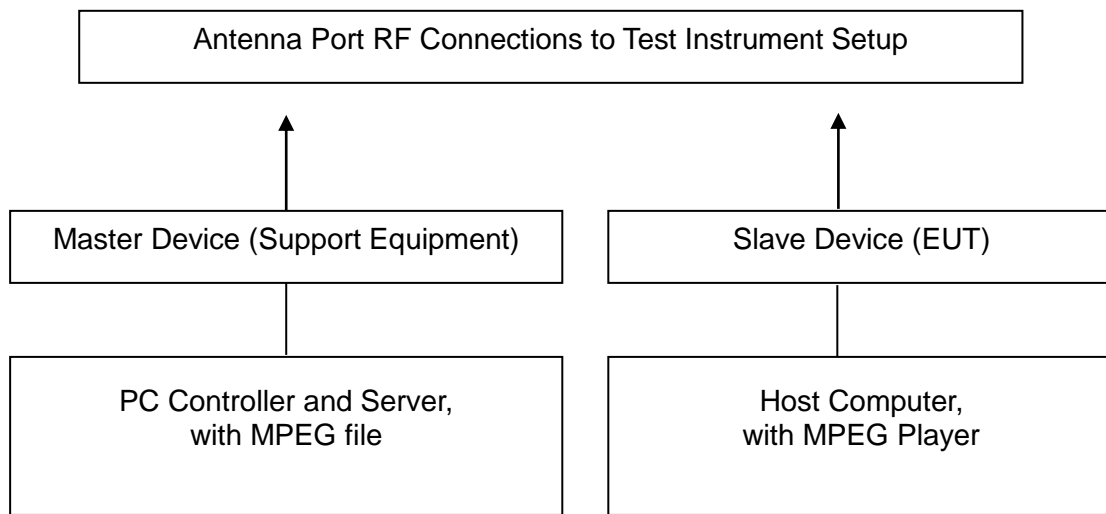 Antenna Port RF Connections to Test Instrument Setup
Master Device (Support Equipment)
Slave Device (EUT)
PC Controller and Server,
with MPEG file
Host Computer,
with MPEG Player